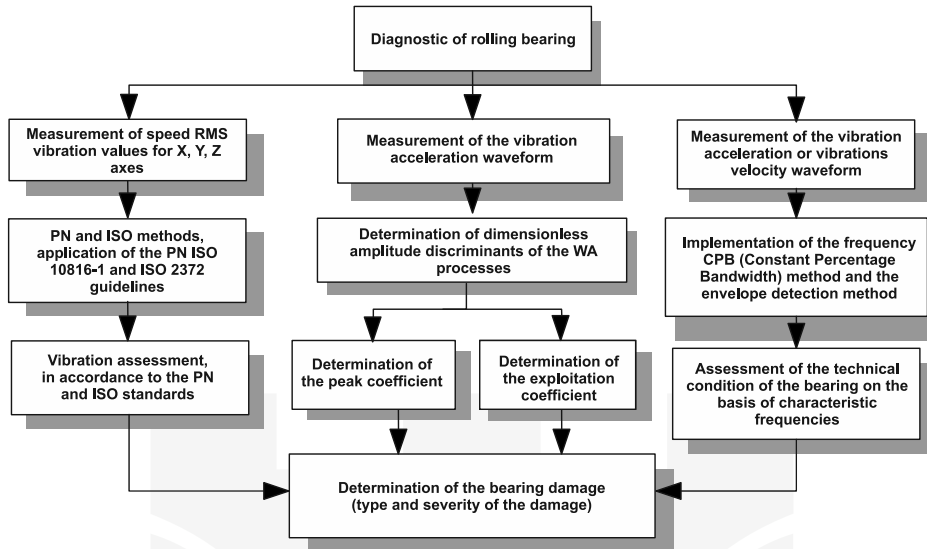 Diagnostic of rolling bearing
Measurement of speed RMS
vibration values for X, Y, Z
axes
Measurement of the vibration
acceleration waveform
Measurement of the vibration
acceleration or vibrations
velocity waveform
PN and ISO methods,
application of the PN ISO
10816-1 and ISO 2372
guidelines
Determination of dimensionless
amplitude discriminants of the WA
processes
Implementation of the frequency
CPB (Constant Percentage
Bandwidth) method and the
envelope detection method
Vibration assessment,
in accordance to the PN
and ISO standards
Determination of
the peak coefficient
Determination of
the exploitation
coefficient
Assessment of the technical
condition of the bearing on the
basis of characteristic
frequencies
Determination of the bearing damage
(type and severity of the damage)